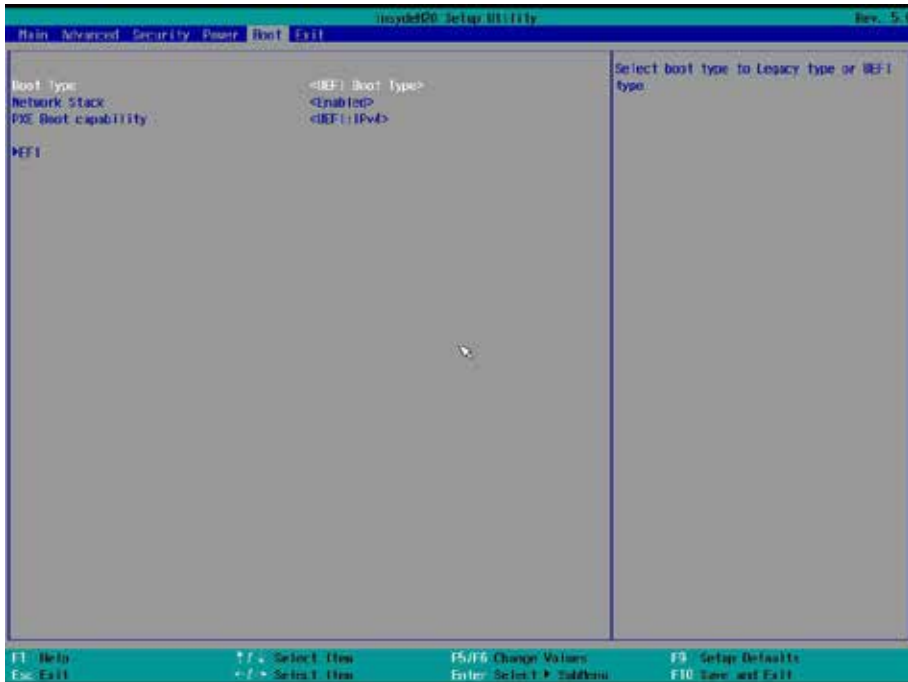 InsydeH20 Setup Utility Rev. 5.
Main Advanced Security Power Boot Exit
Boot Type <UEFI Boot Type>
Network Stack <Enabled>
PXE Boot capability <UEFI:IPv4>
►EFI
Select boot type to Legacy type or UEFI
type
F1 Help ↑/↓ Select Item F5/F6 Change Values F9 Setup Defaults
Esc Exit ←/→ Select Item Enter Select ► SubMenu F10 Save and Exit